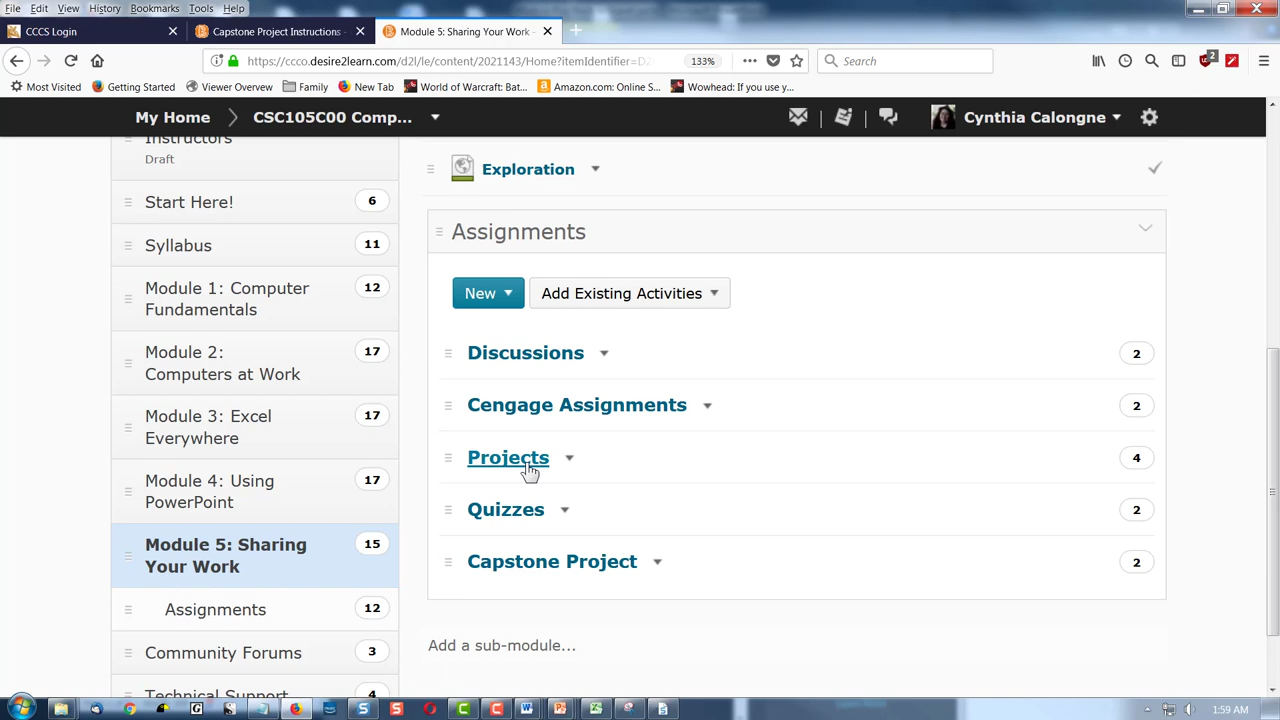 File Edit View History Bookmarks Tools Help
CCCS Login
Capstone Project Instructions -
Module 5: Sharing Your Work -
https://ccco.desire2learn.com/d2l/le/content/2021143/Home?itemIdentifier=D2
133%
Search
2
Most Visited
Getting Started
Viewer Overview
Family
New Tab
World of Warcraft: Bat...
Amazon.com: Online S...
Wowhead: If you use y...
My Home
CSC105C00 Comp...
Cynthia Calongne
Instructors
Draft
Start Here!
6
Syllabus
11
Module 1: Computer
Fundamentals
12
Module 2:
Computers at Work
17
Module 3: Excel
Everywhere
17
Module 4: Using
PowerPoint
17
Module 5: Sharing
Your Work
15
Assignments
12
Community Forums
3
Technical Support
4
Exploration
Assignments
New
Add Existing Activities
Discussions
2
Cengage Assignments
2
Projects
4
Quizzes
2
Capstone Project
2
Add a sub-module...
1:59 AM